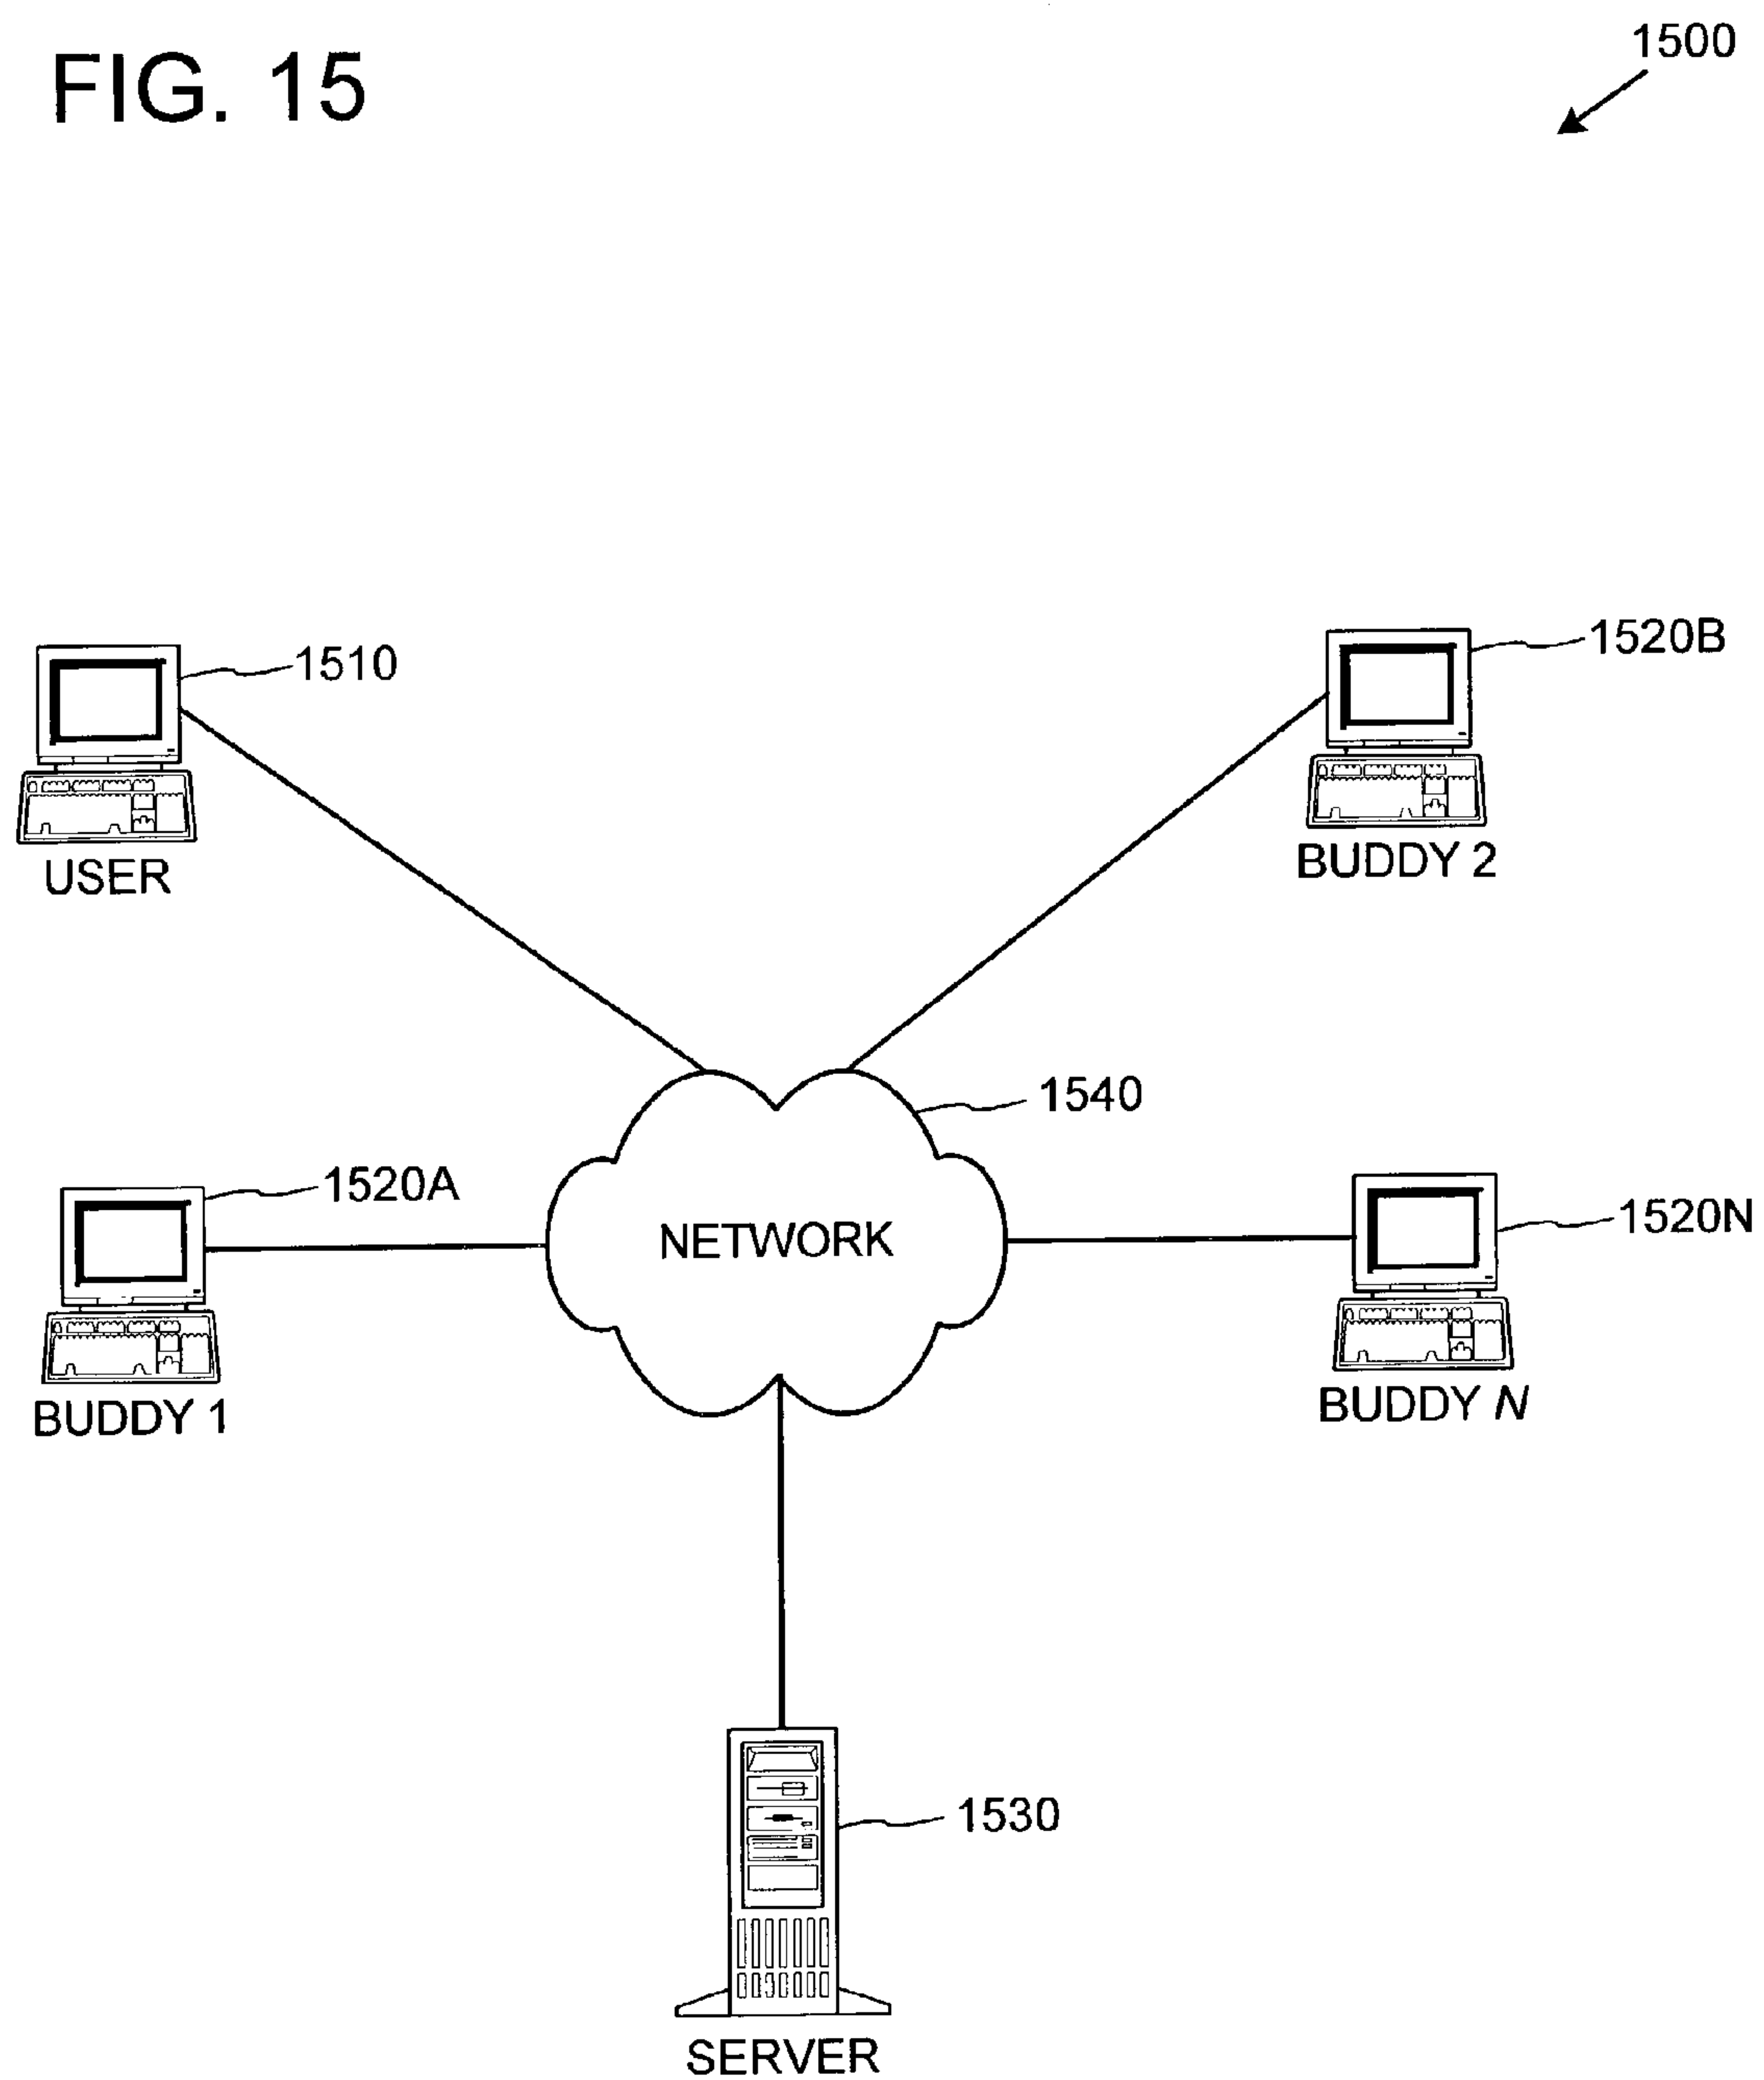 FIG. 15
1500
1510
USER
1520B
BUDDY 2
1540
NETWORK
1520A
BUDDY 1
1520N
BUDDY N
1530
SERVER